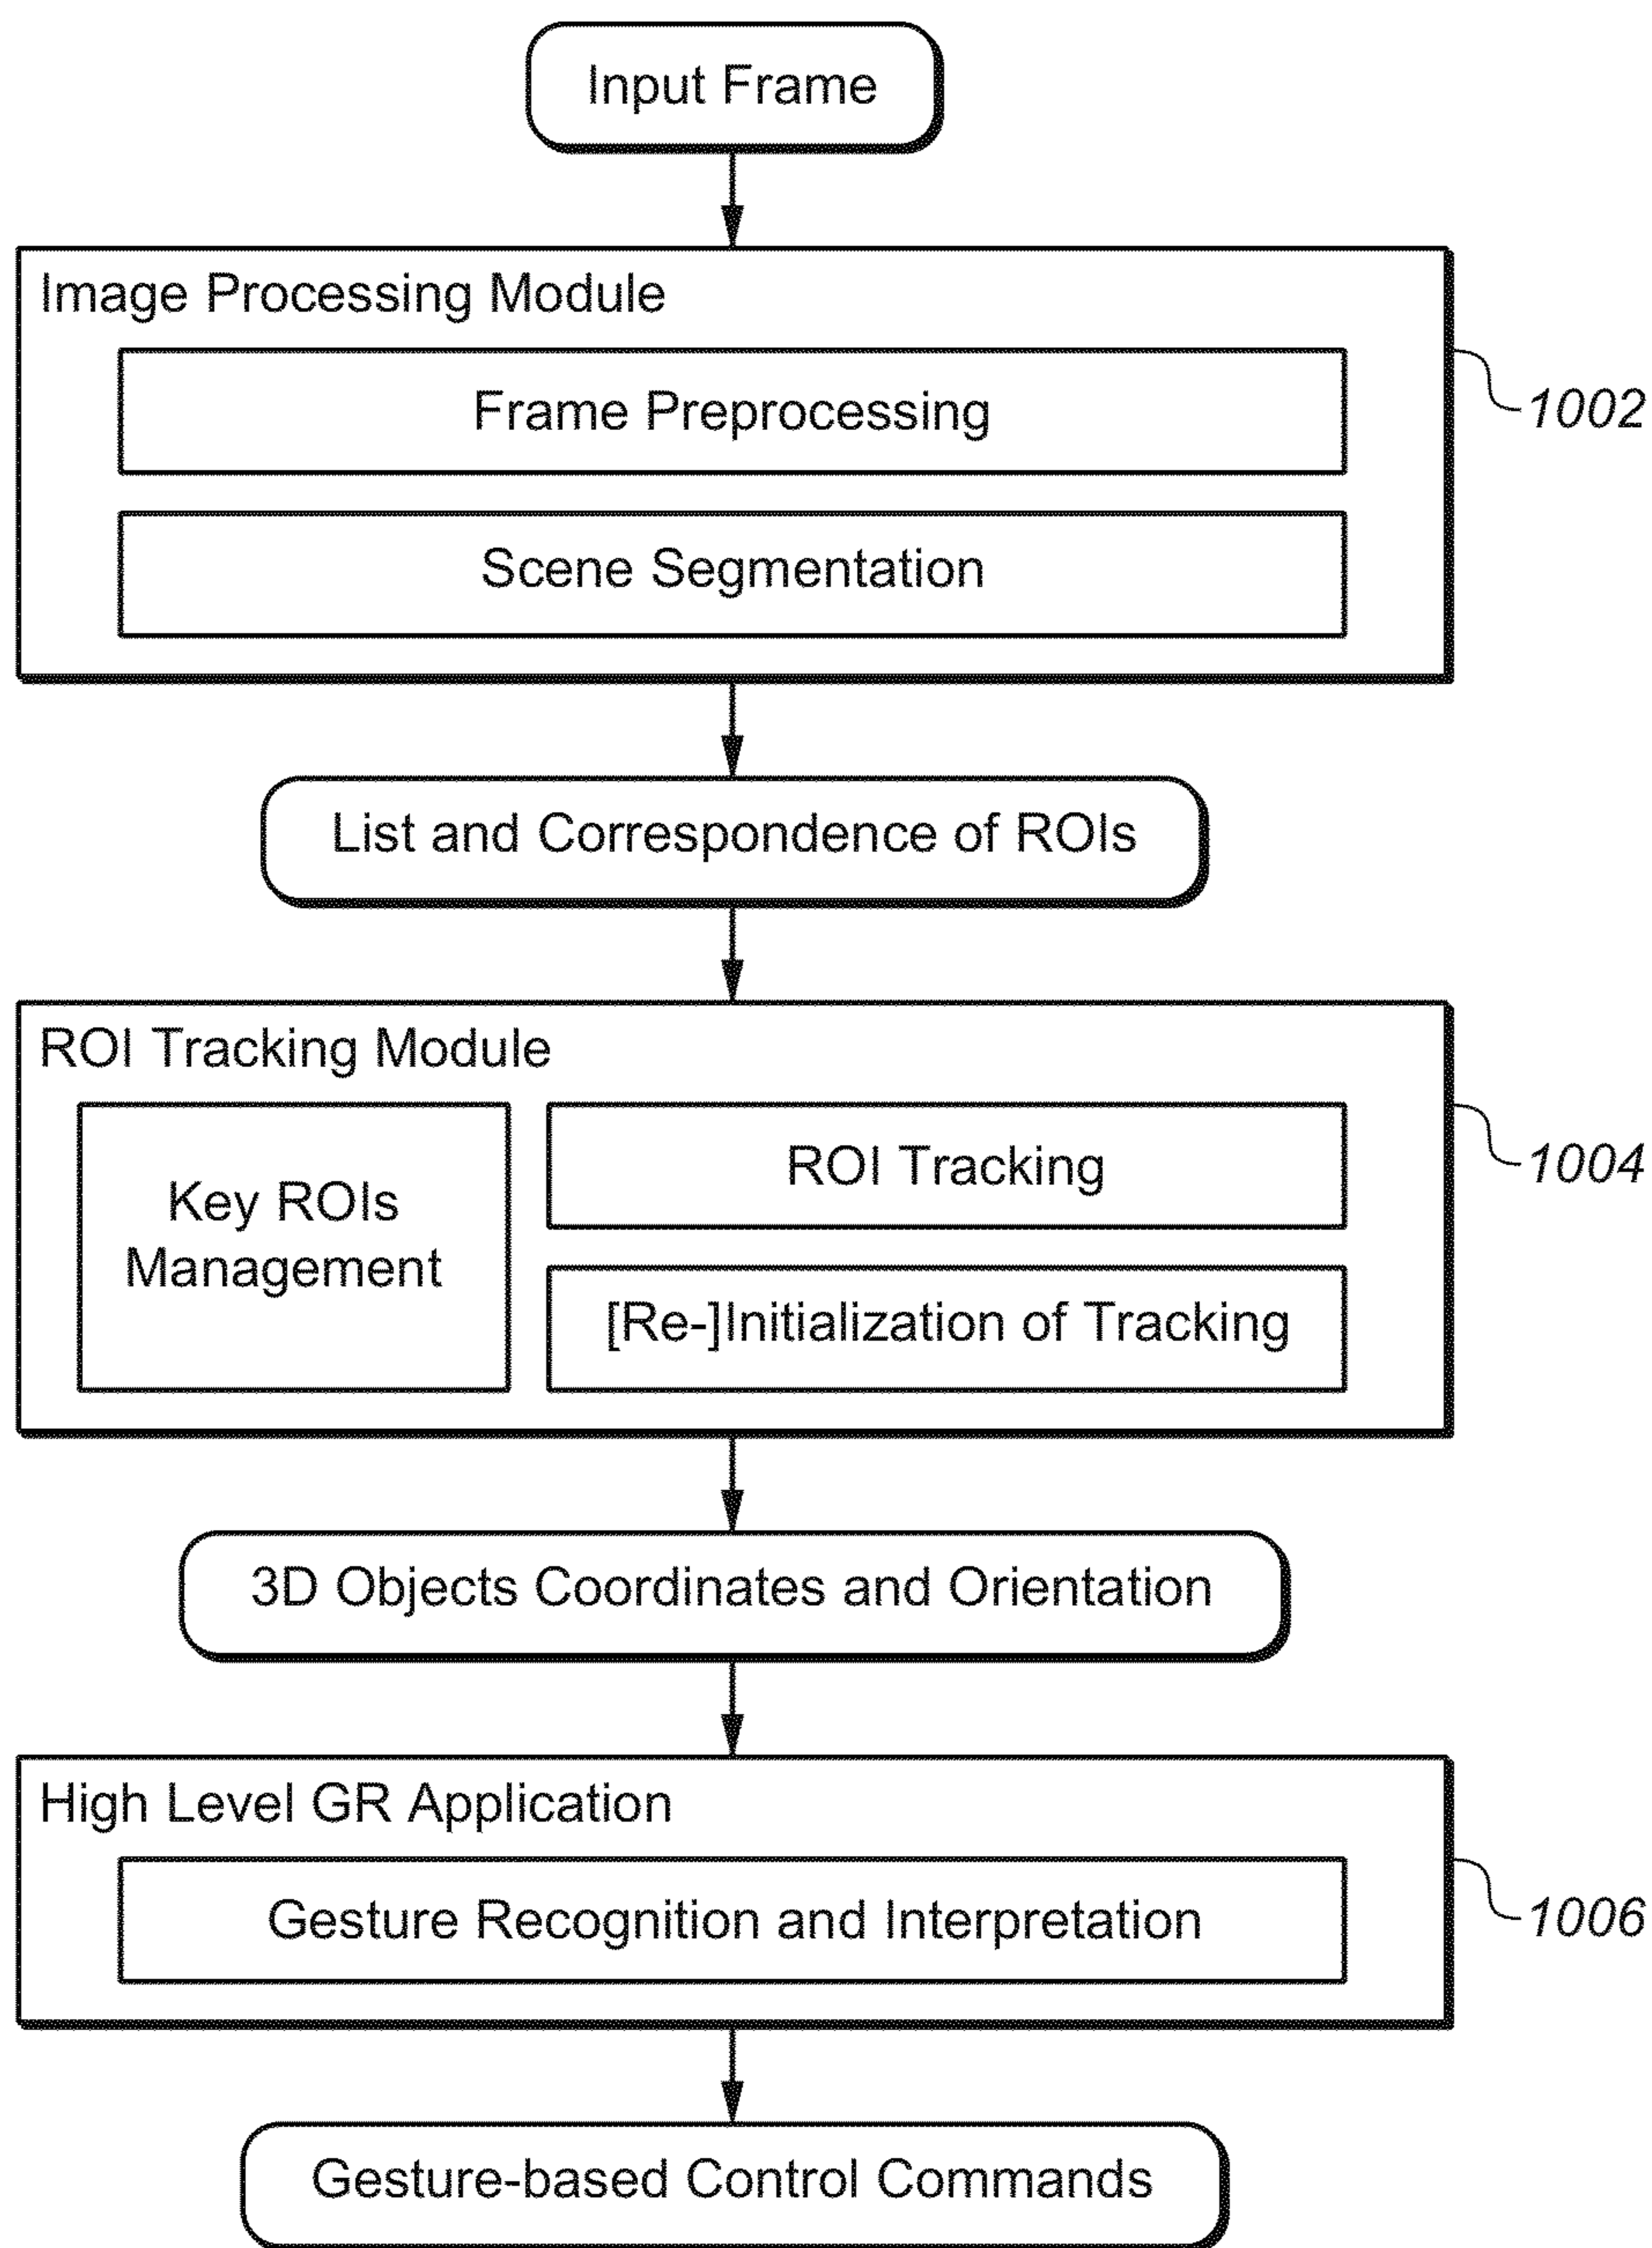 Input Frame
Image Processing Module
Frame Preprocessing
1002
Scene Segmentation
List and Correspondence of ROIs
ROI Tracking Module
Key ROIs
Management
ROI Tracking
1004
[Re-]Initialization of Tracking
3D Objects Coordinates and Orientation
High Level GR Application
Gesture Recognition and Interpretation
1006
Gesture-based Control Commands